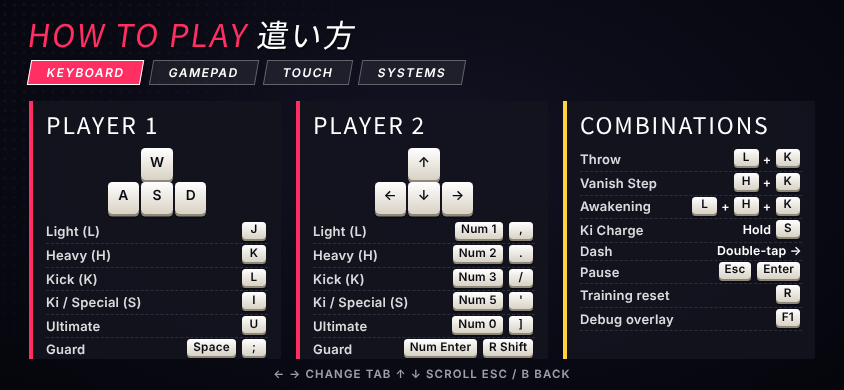 HOW TO PLAY 遣い方
KEYBOARD GAMEPAD TOUCH SYSTEMS
PLAYER 1
W
A S D
Light (L) J
Heavy (H) K
Kick (K) L
Ki / Special (S) I
Ultimate U
Guard Space ;
PLAYER 2
↑
← ↓ →
Light (L) Num 1 ,
Heavy (H) Num 2 .
Kick (K) Num 3 /
Ki / Special (S) Num 5 '
Ultimate Num 0 ]
Guard Num Enter R Shift
COMBINATIONS
Throw L + K
Vanish Step H + K
Awakening L + H + K
Ki Charge Hold S
Dash Double-tap →
Pause Esc Enter
Training reset R
Debug overlay F1
← → CHANGE TAB ↑ ↓ SCROLL ESC / B BACK